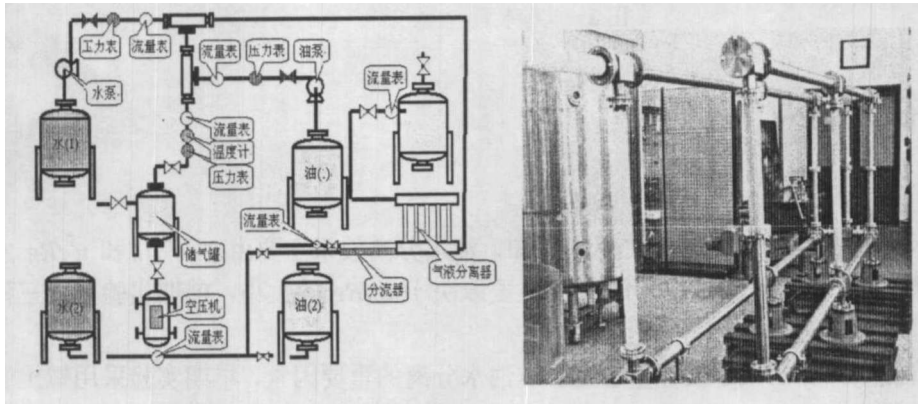 工力表
流量表
流量表
压力表
油泵
水泵
流量表
流量表
温度计
压力表
水(1)
油(:)
流量表
储气罐
气液分离器
分流器
水(2)
空压机
油(2)
流量表